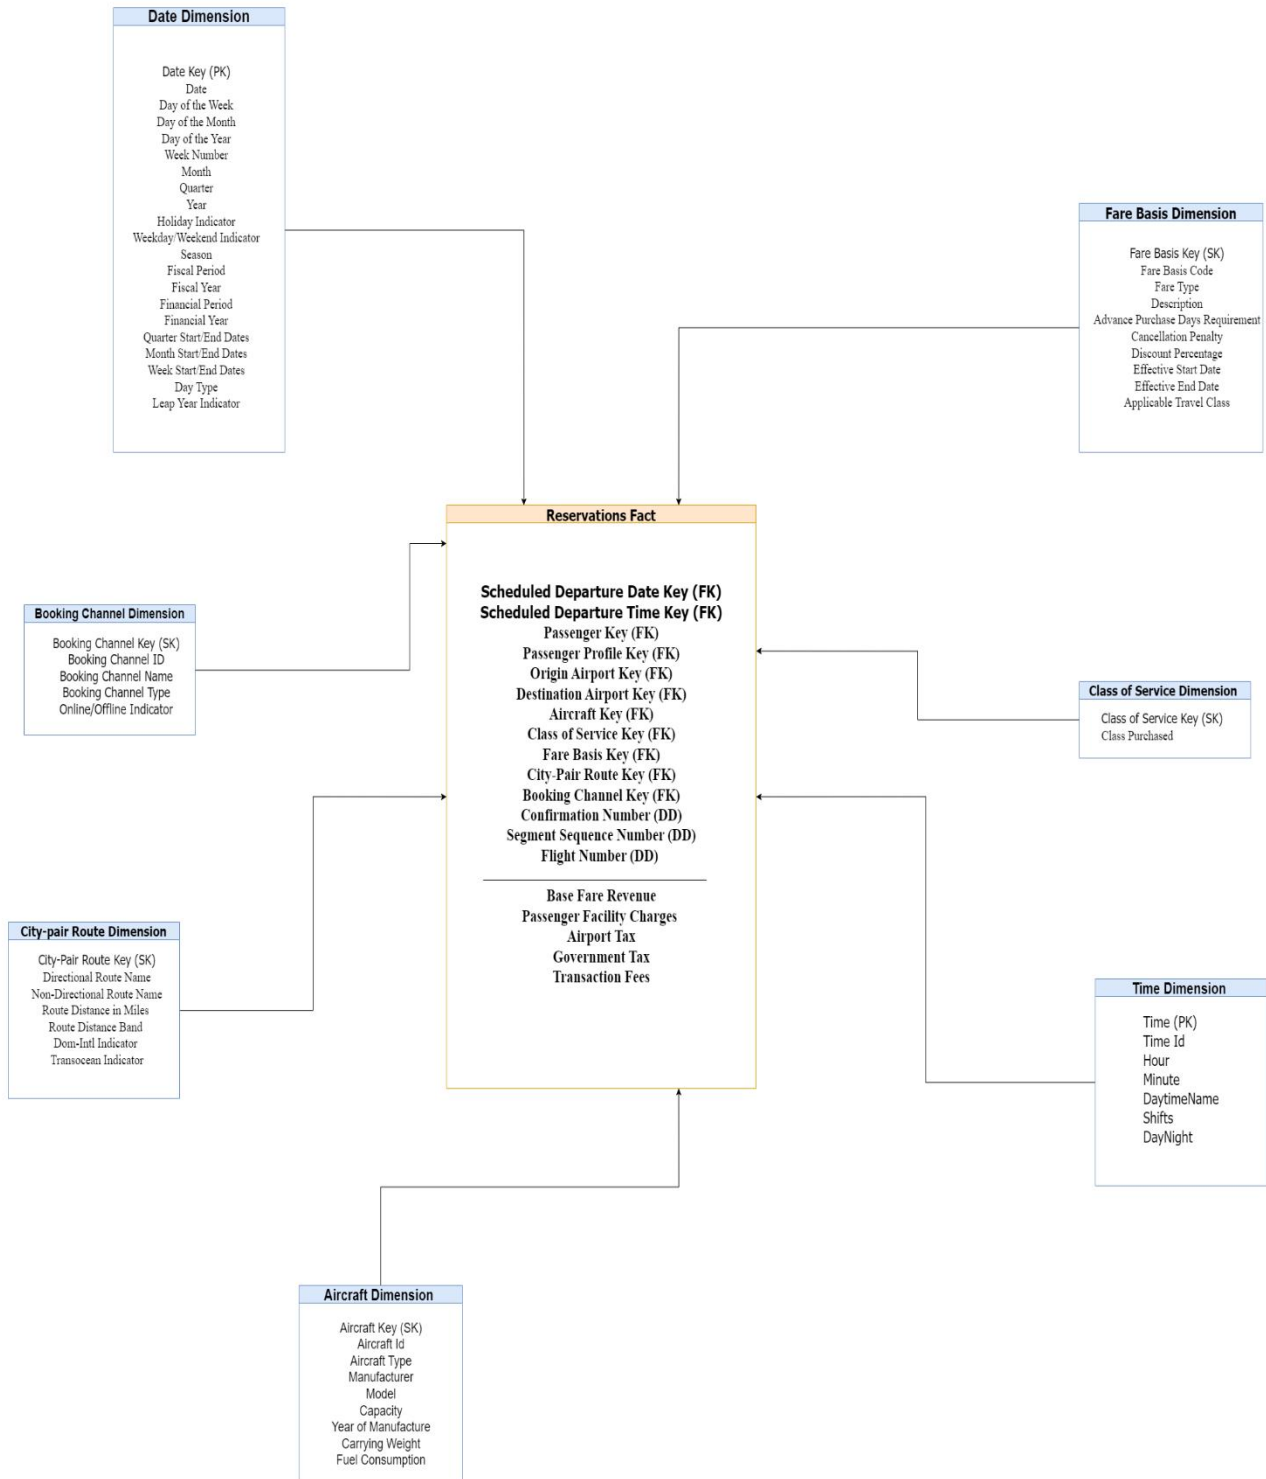 Date Dimension
Date Key (PK)
Date
Day of the Week
Day of the Month
Day of the Year
Week Number
Month
Quarter
Year
Holiday Indicator
Weekday/Weekend Indicator
Season
Fiscal Period
Fiscal Year
Financial Period
Financial Year
Quarter Start/End Dates
Month Start/End Dates
Week Start/End Dates
Day Type
Leap Year Indicator
Fare Basis Dimension
Fare Basis Key (SK)
Fare Basis Code
Fare Type
Description
Advance Purchase Days Requirement
Cancellation Penalty
Discount Percentage
Effective Start Date
Effective End Date
Applicable Travel Class
Reservations Fact
Scheduled Departure Date Key (FK)
Scheduled Departure Time Key (FK)
Passenger Key (FK)
Passenger Profile Key (FK)
Origin Airport Key (FK)
Destination Airport Key (FK)
Aircraft Key (FK)
Class of Service Key (FK)
Fare Basis Key (FK)
City-Pair Route Key (FK)
Booking Channel Key (FK)
Confirmation Number (DD)
Segment Sequence Number (DD)
Flight Number (DD)
Base Fare Revenue
Passenger Facility Charges
Airport Tax
Government Tax
Transaction Fees
Booking Channel Dimension
Booking Channel Key (SK)
Booking Channel ID
Booking Channel Name
Booking Channel Type
Online/Offline Indicator
Class of Service Dimension
Class of Service Key (SK)
Class Purchased
City-pair Route Dimension
City-Pair Route Key (SK)
Directional Route Name
Non-Directional Route Name
Route Distance in Miles
Route Distance Band
Dom-Intl Indicator
Transocean Indicator
Time Dimension
Time (PK)
Time Id
Hour
Minute
DaytimeName
Shifts
DayNight
Aircraft Dimension
Aircraft Key (SK)
Aircraft Id
Aircraft Type
Manufacturer
Model
Capacity
Year of Manufacture
Carrying Weight
Fuel Consumption